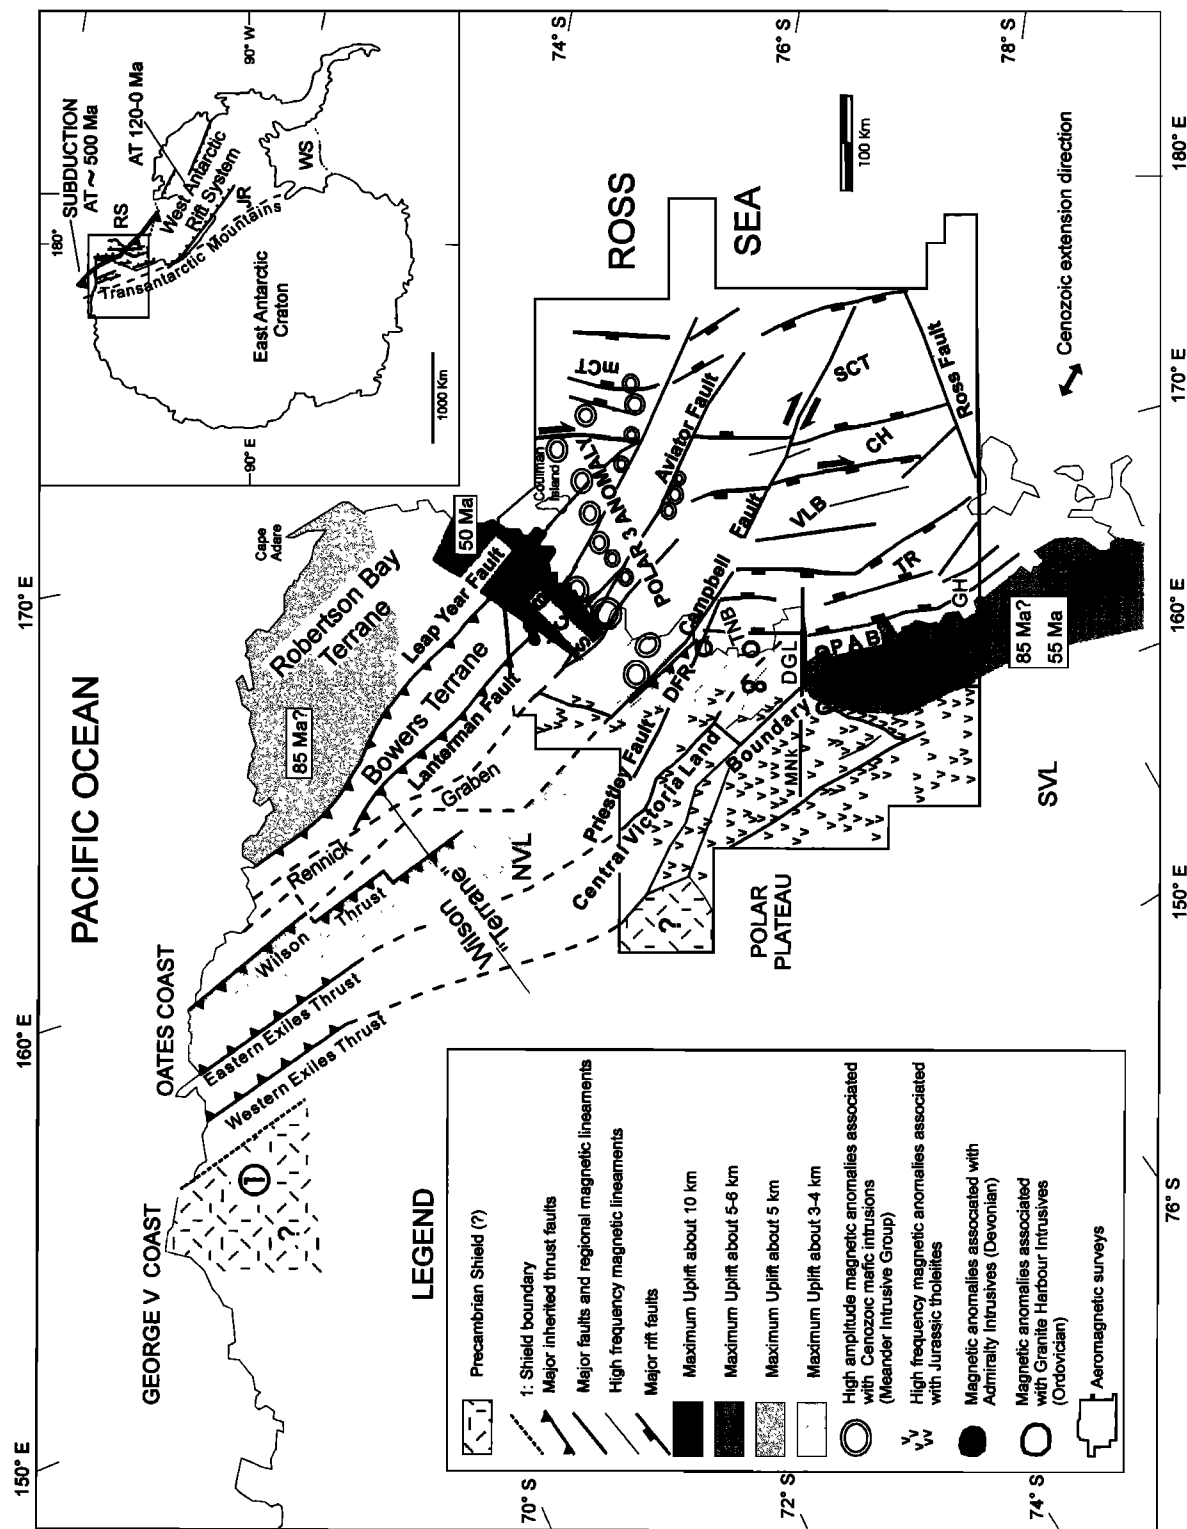 150° E
160° E
170° E
PACIFIC OCEAN
GEORGE V COAST
OATES COAST
Cape
Adare
Robertson Bay
Terrane
85 Ma?
50 Ma
Coulman
Island
1
?
Western Exiles Thrust
Eastern Exiles Thrust
Wilson Thrust
Rennick
Graben
Bowers Terrane
Leap Year Fault
Lanterman Fault
Wilson
"Terrane"
NVL
Priestley Fault
Central Victoria Land
Boundary
DFR
Campbell Fault
Aviator Fault
POLAR 3 ANOMALY
mCT
ROSS
SEA
TNB
DGL
MNK
PAB
SCT
CH
VLB
TR
GH
Ross Fault
85 Ma?
55 Ma
POLAR
PLATEAU
?
SVL
Cenozoic extension direction
100 Km
74° S
76° S
78° S
180° E
170° E
160° E
150° E
76° S
70° S
72° S
74° S
SUBDUCTION
AT ~ 500 Ma
AT 120-0 Ma
180°
90° W
90° E
RS
West Antarctic
Rift System
JR
WS
Transantarctic Mountains
East Antarctic
Craton
1000 Km
LEGEND
Precambrian Shield (?)
1: Shield boundary
Major inherited thrust faults
Major faults and regional magnetic lineaments
High frequency magnetic lineaments
Major rift faults
Maximum Uplift about 10 km
Maximum Uplift about 5-6 km
Maximum Uplift about 5 km
Maximum Uplift about 3-4 km
High amplitude magnetic anomalies associated
with Cenozoic mafic intrusions
(Meander Intrusive Group)
High frequency magnetic anomalies associated
with Jurassic tholeiites
Magnetic anomalies associated with
Admiralty Intrusives (Devonian)
Magnetic anomalies associated
with Granite Harbour Intrusives
(Ordovician)
Aeromagnetic surveys